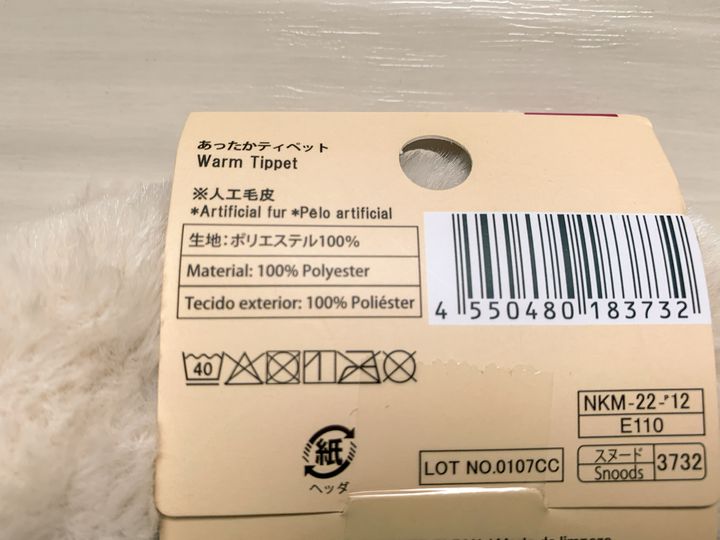 あったかティペット
Warm Tippet
※人工毛皮
*Artificial fur *Pelo artificial
生地:ポリエステル100%
Material: 100% Polyester
Tecido exterior: 100% Poliéster
4 550480 183732
40
紙
ヘッダ
LOT NO.0107CC
NKM-22-P12
E110
スヌード
Snoods
3732